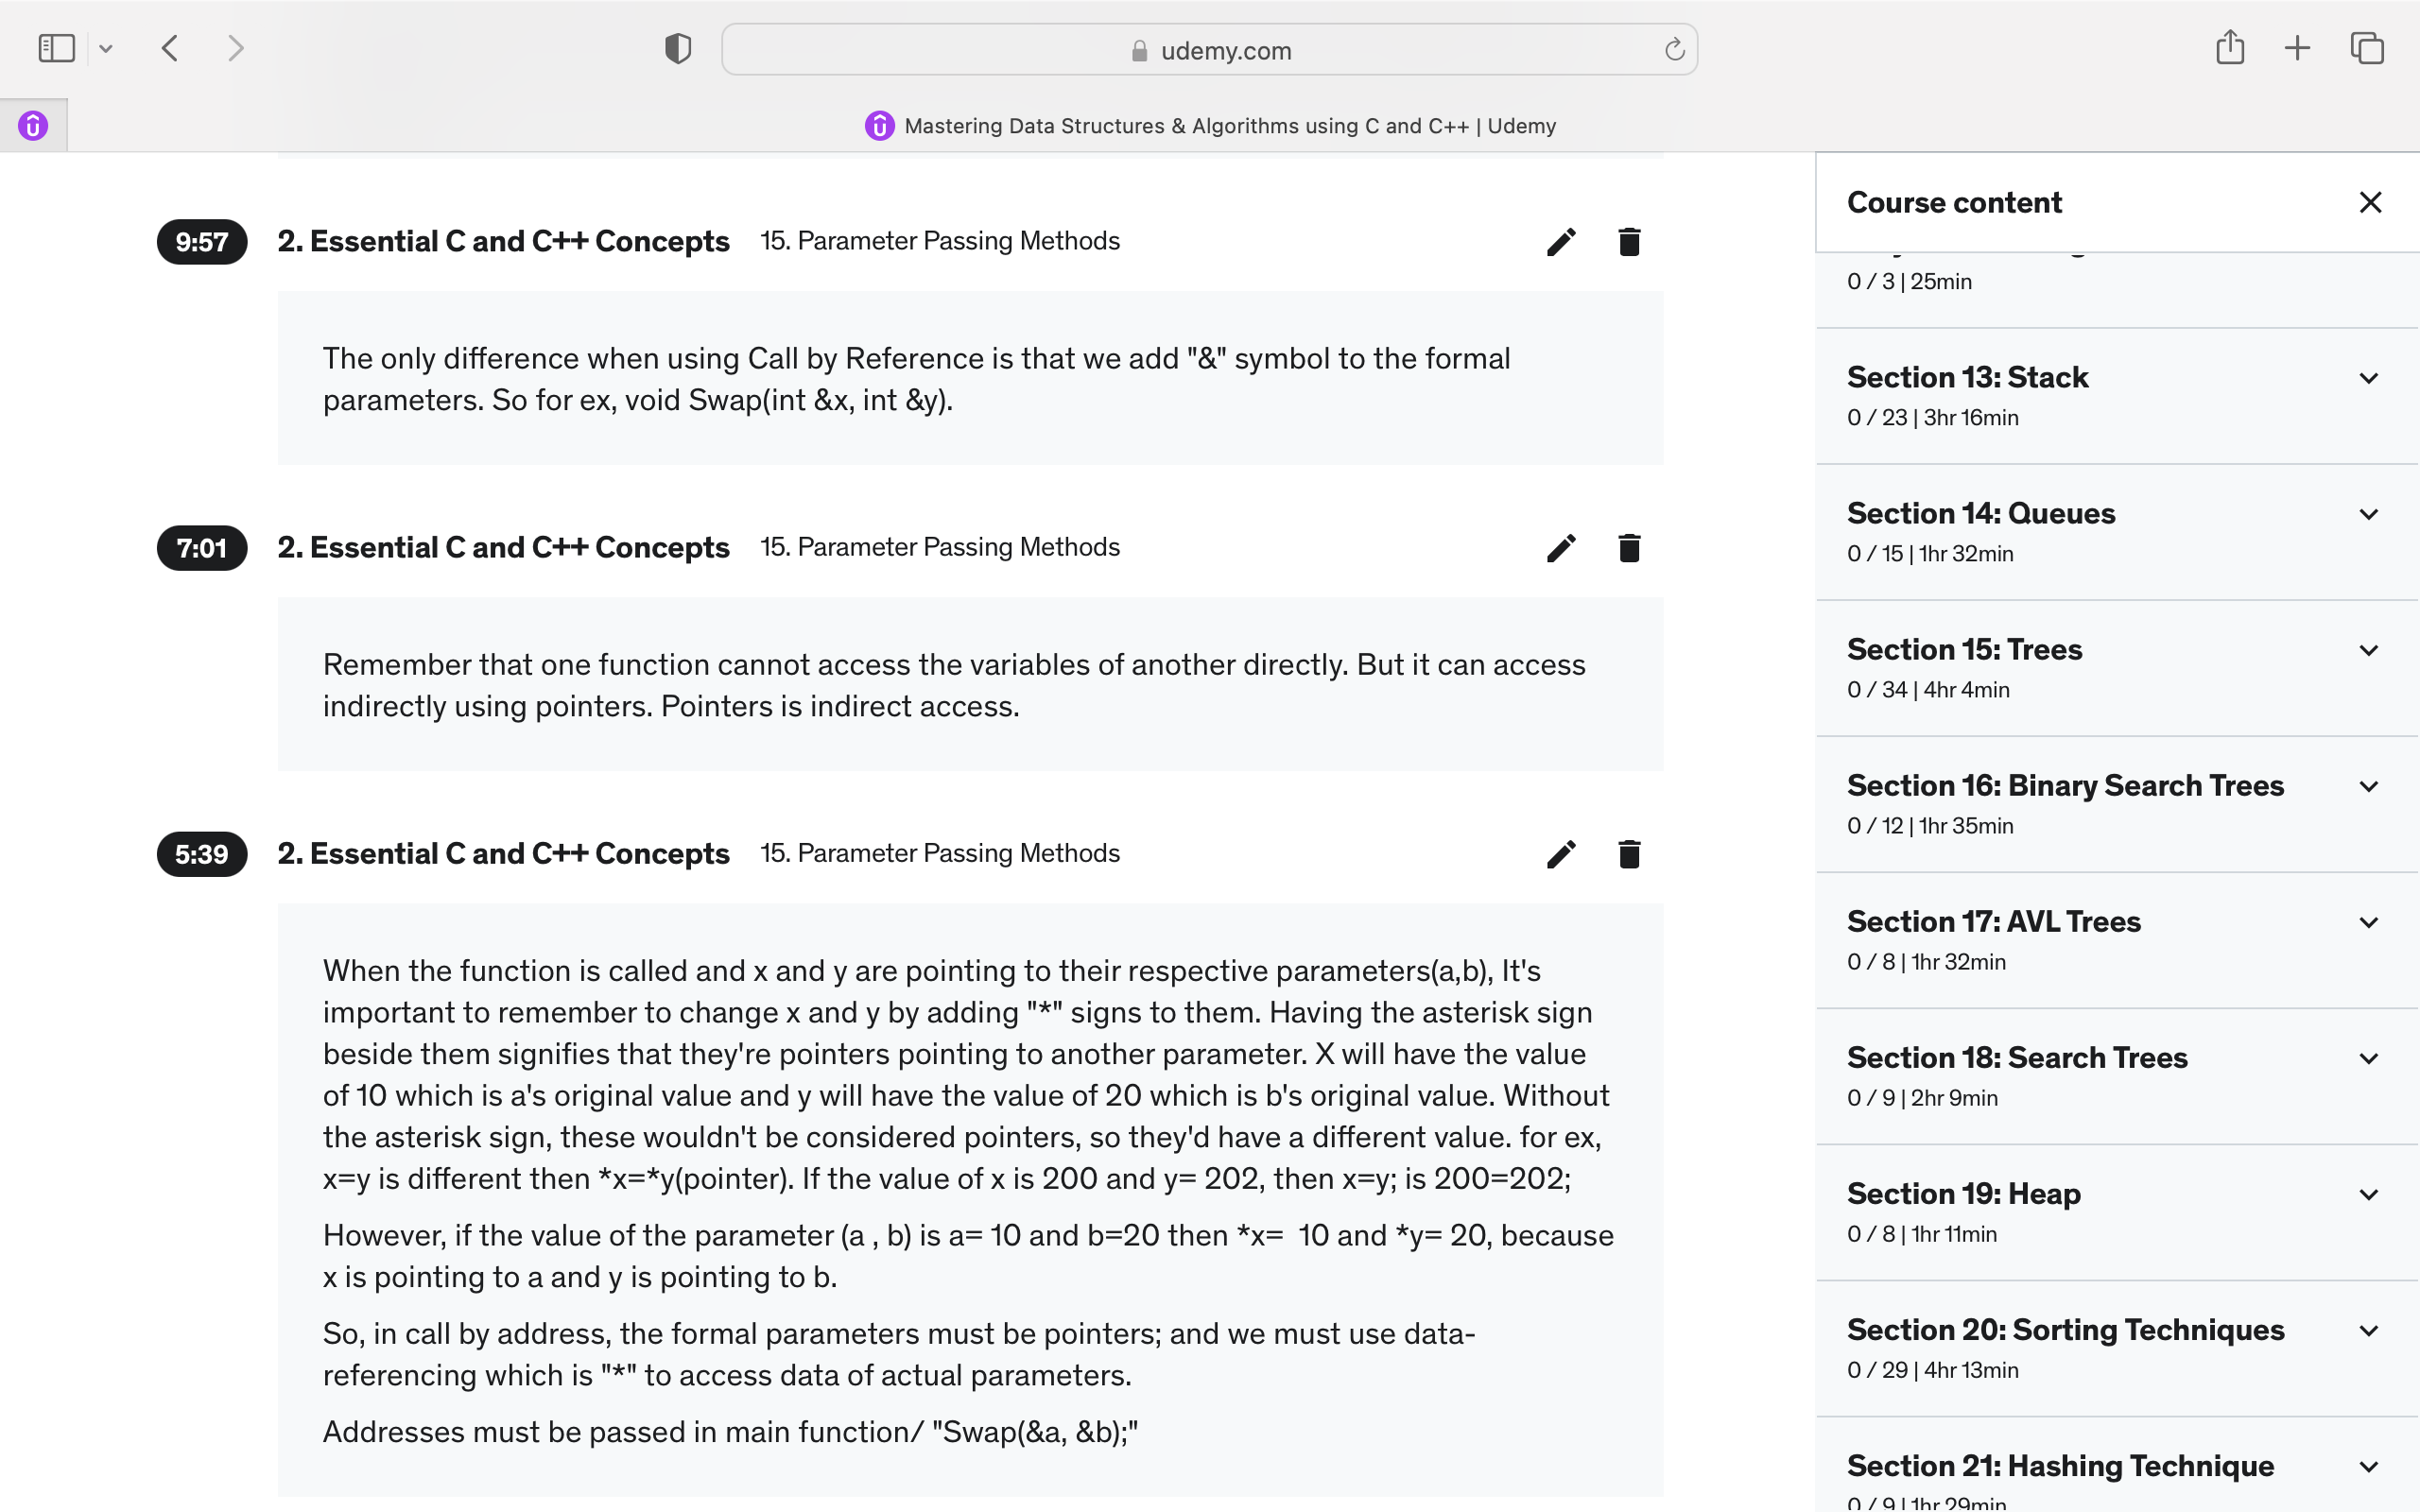 udemy.com
Mastering Data Structures & Algorithms using C and C++ | Udemy
9:57
2. Essential C and C++ Concepts 15. Parameter Passing Methods
The only difference when using Call by Reference is that we add "&" symbol to the formal
parameters. So for ex, void Swap(int &x, int &y).
7:01
2. Essential C and C++ Concepts 15. Parameter Passing Methods
Remember that one function cannot access the variables of another directly. But it can access
indirectly using pointers. Pointers is indirect access.
5:39
2. Essential C and C++ Concepts 15. Parameter Passing Methods
When the function is called and x and y are pointing to their respective parameters(a,b), It's
important to remember to change x and y by adding "*" signs to them. Having the asterisk sign
beside them signifies that they're pointers pointing to another parameter. X will have the value
of 10 which is a's original value and y will have the value of 20 which is b's original value. Without
the asterisk sign, these wouldn't be considered pointers, so they'd have a different value. for ex,
x=y is different then *x=*y(pointer). If the value of x is 200 and y= 202, then x=y; is 200=202;
However, if the value of the parameter (a , b) is a= 10 and b=20 then *x=  10 and *y= 20, because
x is pointing to a and y is pointing to b.
So, in call by address, the formal parameters must be pointers; and we must use data-
referencing which is "*" to access data of actual parameters.
Addresses must be passed in main function/ "Swap(&a, &b);"
Course content
0 / 3 | 25min
Section 13: Stack
0 / 23 | 3hr 16min
Section 14: Queues
0 / 15 | 1hr 32min
Section 15: Trees
0 / 34 | 4hr 4min
Section 16: Binary Search Trees
0 / 12 | 1hr 35min
Section 17: AVL Trees
0 / 8 | 1hr 32min
Section 18: Search Trees
0 / 9 | 2hr 9min
Section 19: Heap
0 / 8 | 1hr 11min
Section 20: Sorting Techniques
0 / 29 | 4hr 13min
Section 21: Hashing Technique
0 / 9 | 1hr 29min